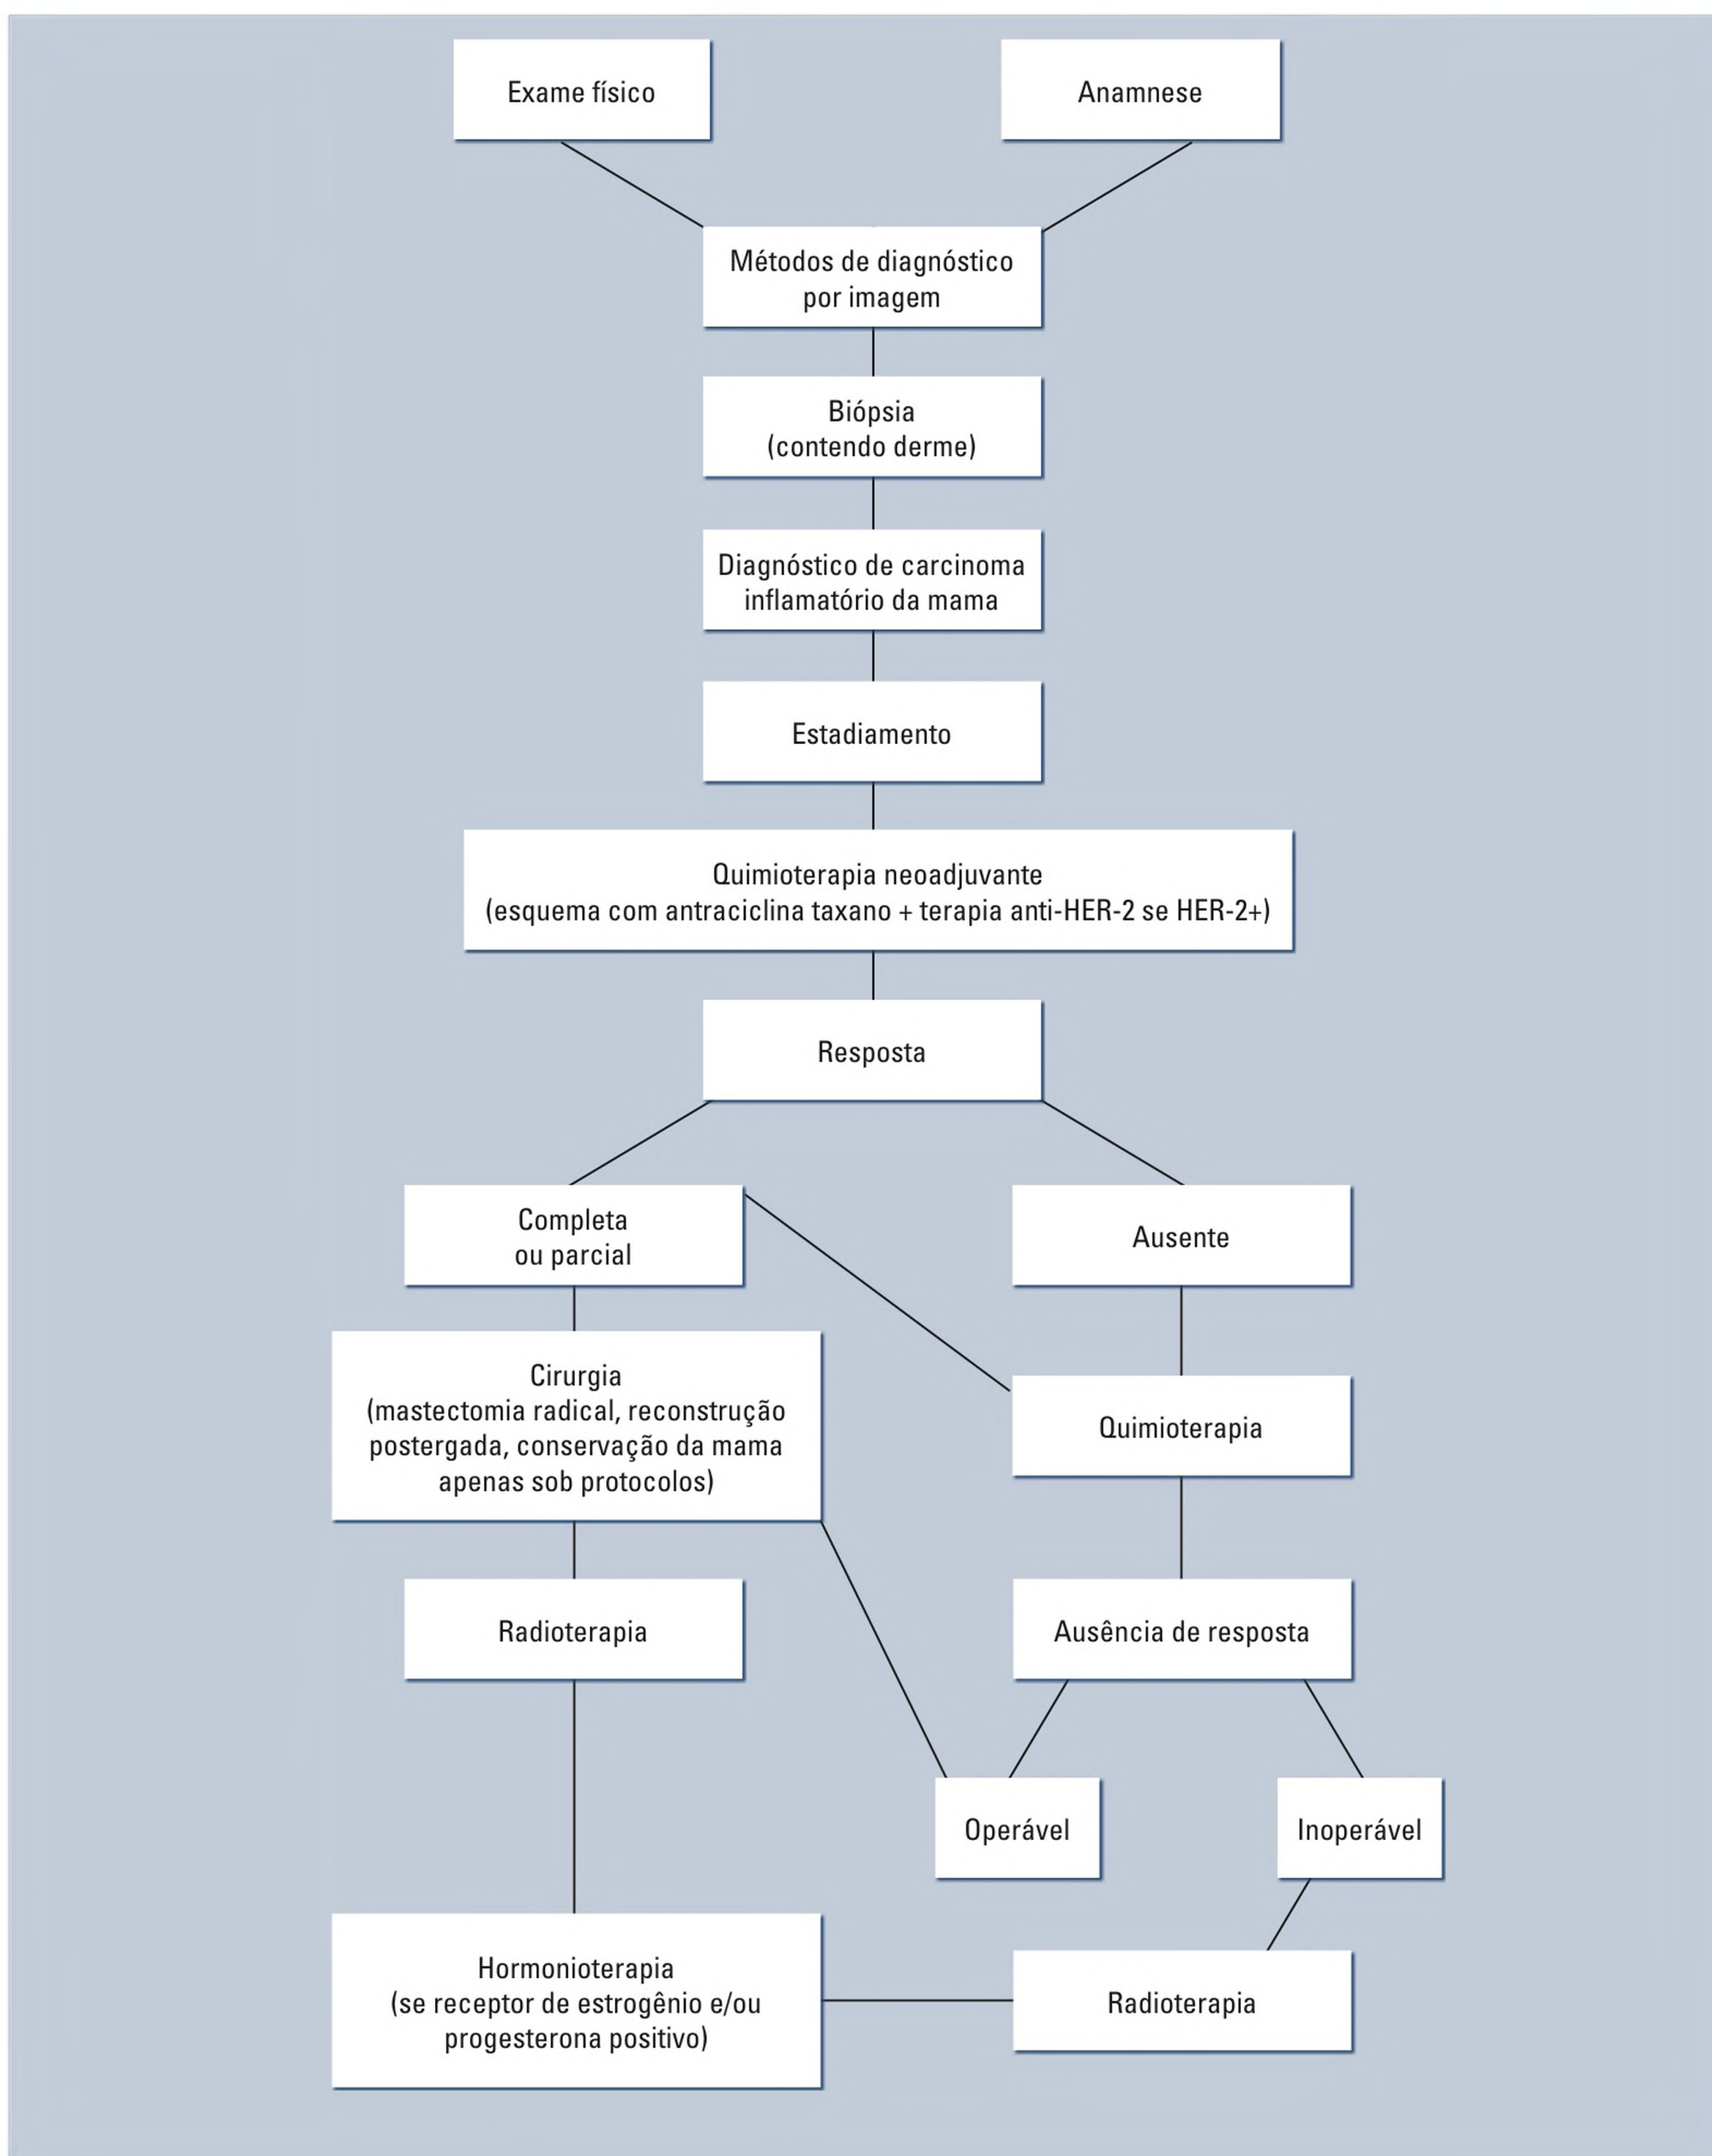 Exame físico
Anamnese
Métodos de diagnóstico
por imagem
Biópsia
(contendo derme)
Diagnóstico de carcinoma
inflamatório da mama
Estadiamento
Quimioterapia neoadjuvante
(esquema com antraciclina taxano + terapia anti-HER-2 se HER-2+)
Resposta
Completa
ou parcial
Ausente
Cirurgia
(mastectomia radical, reconstrução
postergada, conservação da mama
apenas sob protocolos)
Quimioterapia
Radioterapia
Ausência de resposta
Operável
Inoperável
Hormonioterapia
(se receptor de estrogênio e/ou
progesterona positivo)
Radioterapia